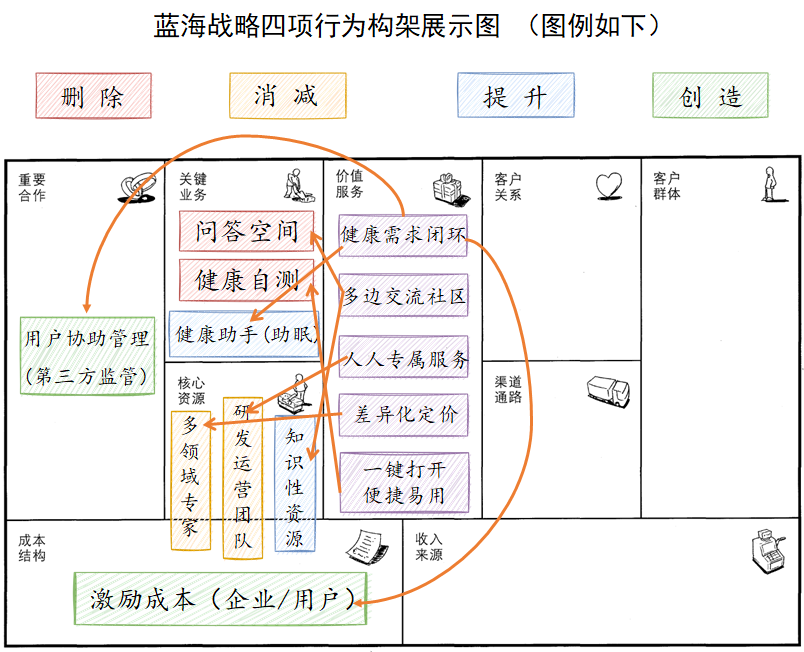 蓝海战略四项行为构架展示图 （图例如下）
删 除
消 减
提 升
创 造
重要
合作
用户协助管理
(第三方监管)
关键
业务
问答空间
健康自测
健康助手(助眠)
核心
资源
多领域专家
研发运营团队
知识性资源
价值
服务
健康需求闭环
多边交流社区
人人专属服务
差异化定价
一键打开
便捷易用
客户
关系
渠道
通路
客户
群体
成本
结构
激励成本（企业/用户）
收入
来源